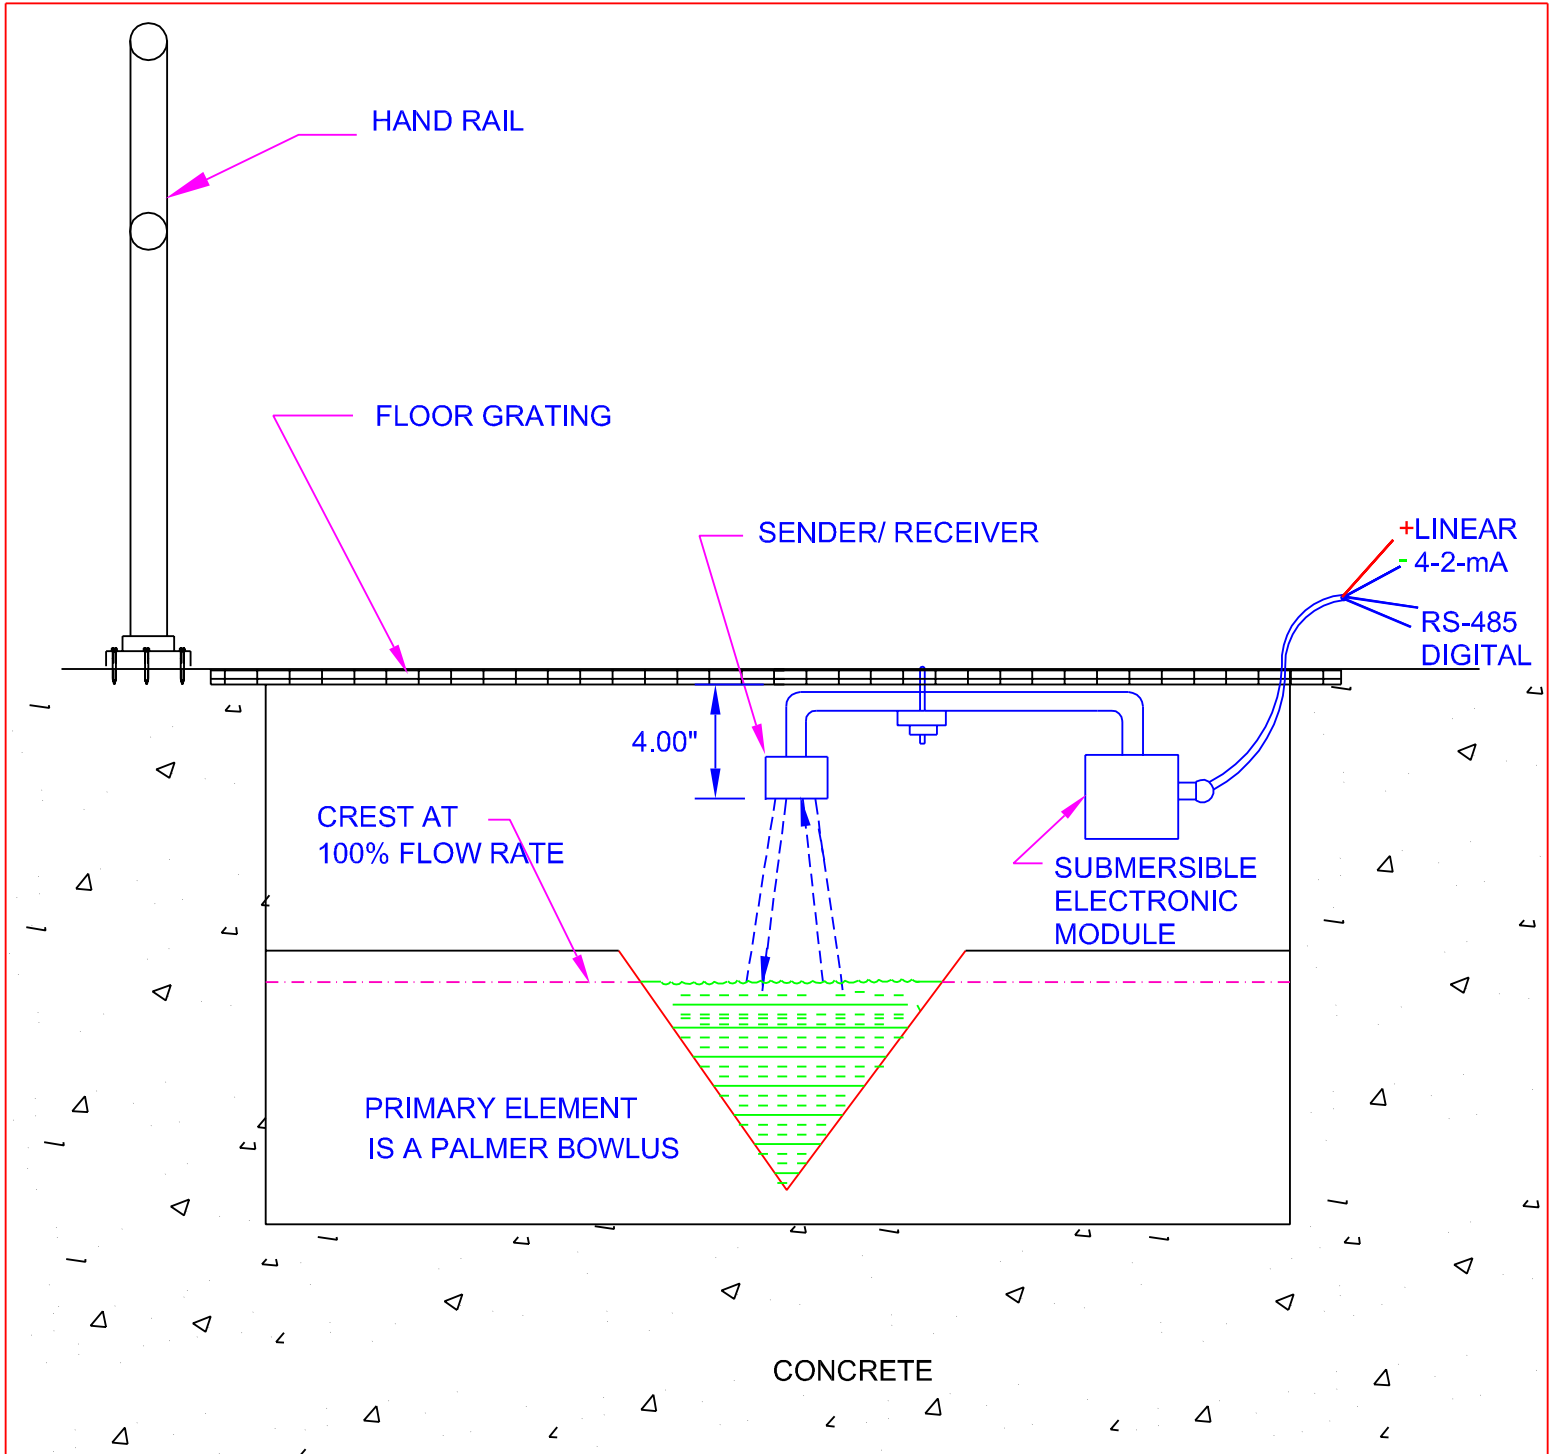 HAND RAIL
FLOOR GRATING
SENDER/ RECEIVER
+LINEAR
- 4-2-mA
RS-485
DIGITAL
4.00"
CREST AT
100% FLOW RATE
SUBMERSIBLE
ELECTRONIC
MODULE
PRIMARY ELEMENT
IS A PALMER BOWLUS
CONCRETE